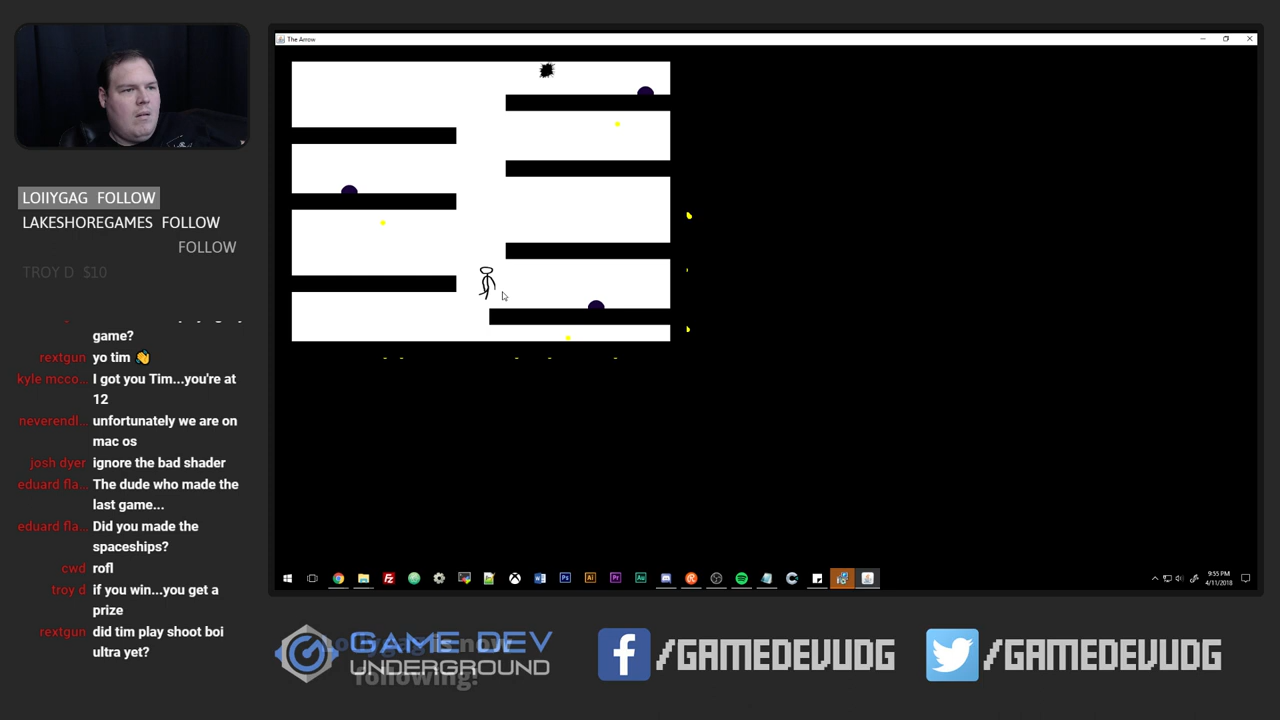 The Arrow
LOIIYGAG FOLLOW
LAKESHOREGAMES FOLLOW
FOLLOW
TROY D $10
game?
rextgun yo tim
kyle mcco... I got you Tim...you're at
12
neverendl... unfortunately we are on
mac os
josh dyer ignore the bad shader
eduard fla... The dude who made the
last game...
eduard fla... Did you made the
spaceships?
cwd rofl
troy d if you win...you get a
prize
rextgun did tim play shoot boi
ultra yet?
9:55 PM
4/11/2018
GAME DEV
UNDERGROUND
is now
following!
/GAMEDEVUDG
/GAMEDEVUDG